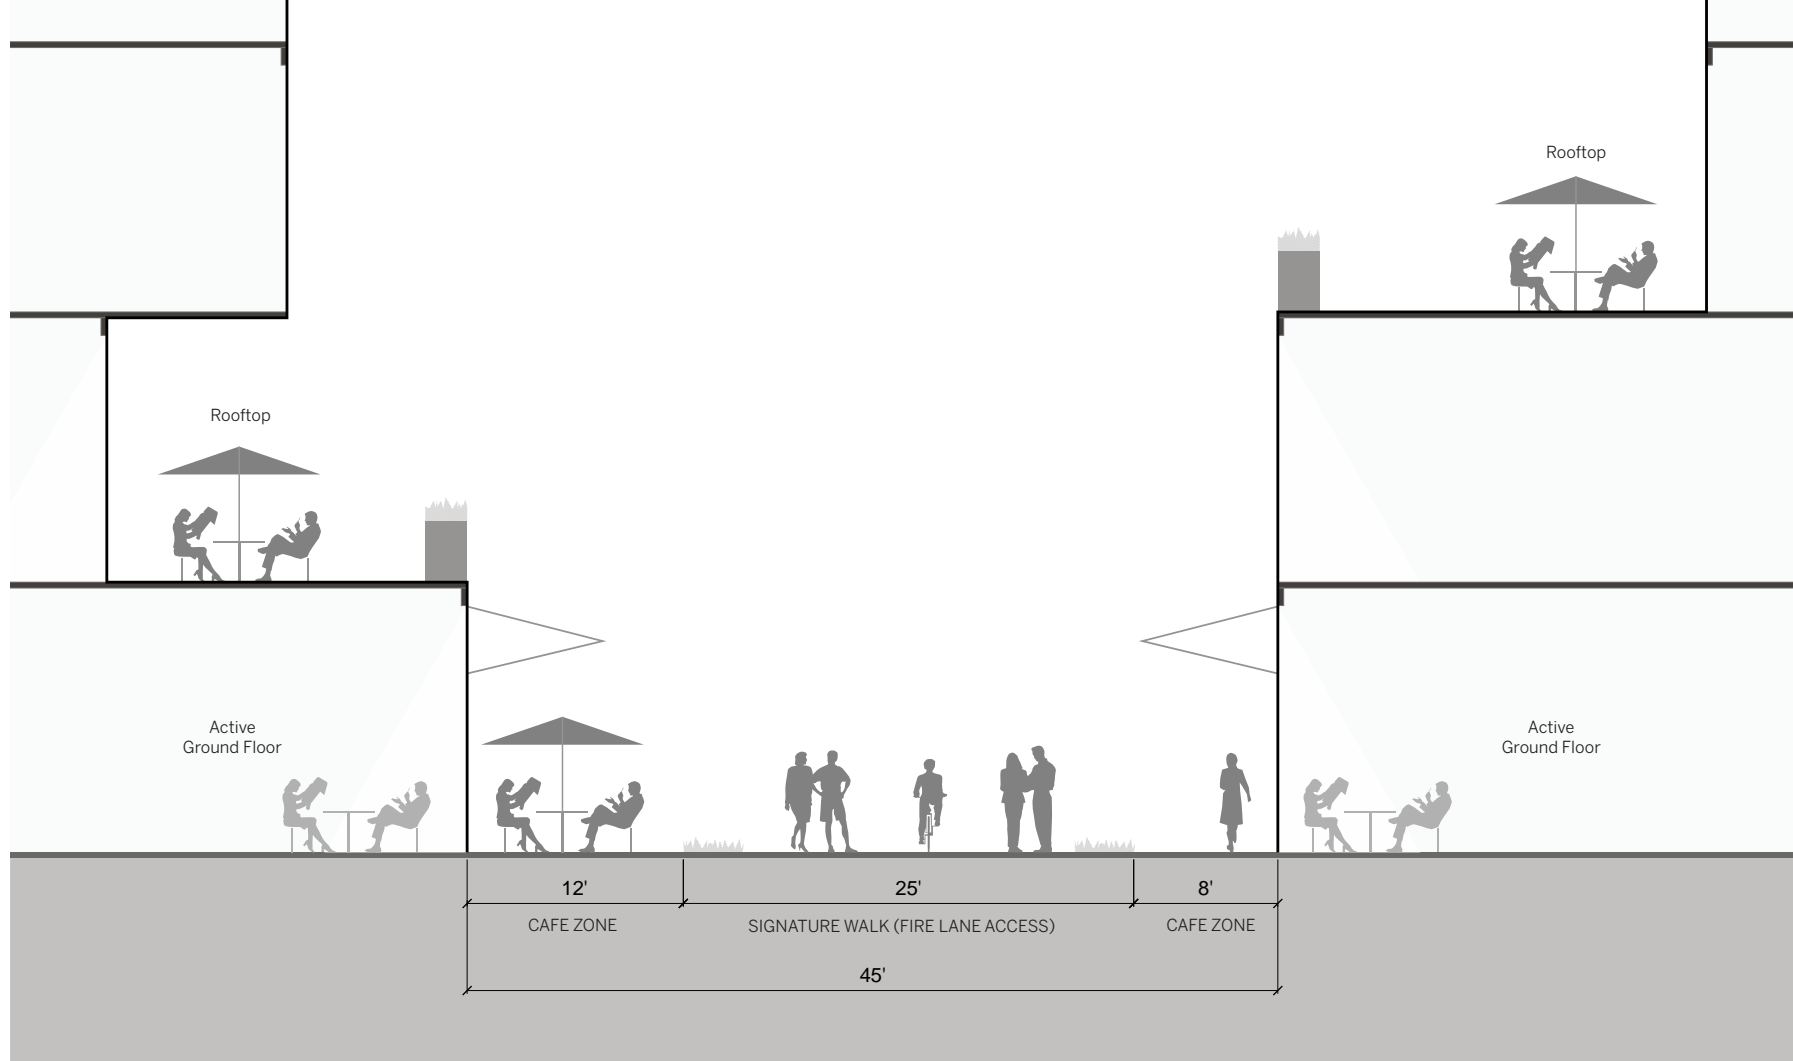 Rooftop
Rooftop
Active
Ground Floor
Active
Ground Floor
12'
25'
8'
CAFE ZONE
SIGNATURE WALK (FIRE LANE ACCESS)
CAFE ZONE
45'